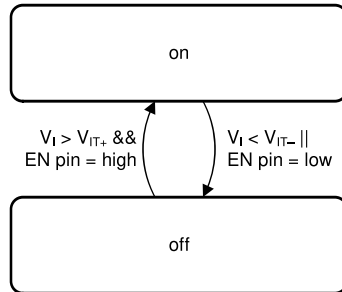 on
V_I > V_IT+ &&
EN pin = high
V_I < V_IT– ||
EN pin = low
off